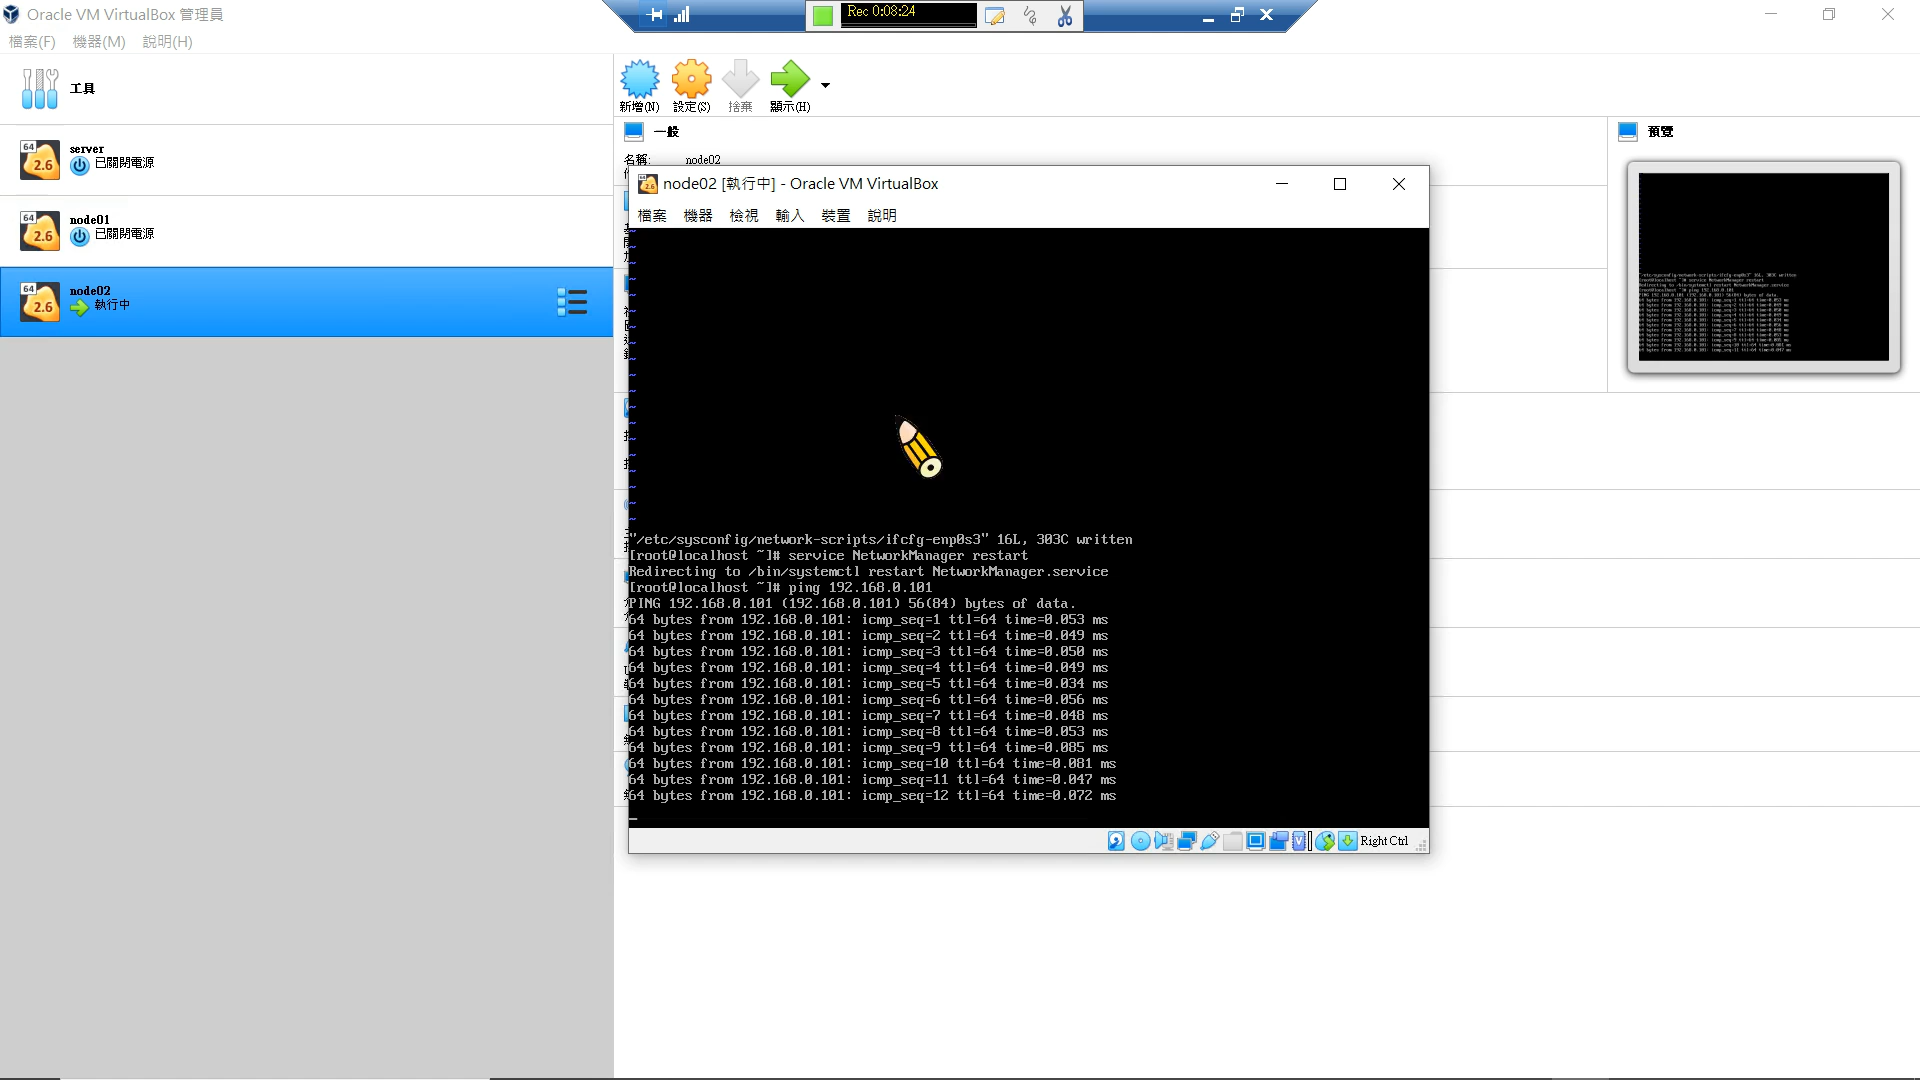 Oracle VM VirtualBox 管理員
Rec 0:08:24
檔案(F) 機器(M) 說明(H)
工具
新增(N) 設定(S) 捨棄 顯示(H)
server
已關閉電源
node01
已關閉電源
node02
執行中
一般
名稱: node02
預覽
node02 [執行中] - Oracle VM VirtualBox
檔案 機器 檢視 輸入 裝置 說明
"/etc/sysconfig/network-scripts/ifcfg-enp0s3" 16L, 303C written
[root@localhost ~]# service NetworkManager restart
Redirecting to /bin/systemctl restart NetworkManager.service
[root@localhost ~]# ping 192.168.0.101
PING 192.168.0.101 (192.168.0.101) 56(84) bytes of data.
64 bytes from 192.168.0.101: icmp_seq=1 ttl=64 time=0.053 ms
64 bytes from 192.168.0.101: icmp_seq=2 ttl=64 time=0.049 ms
64 bytes from 192.168.0.101: icmp_seq=3 ttl=64 time=0.050 ms
64 bytes from 192.168.0.101: icmp_seq=4 ttl=64 time=0.049 ms
64 bytes from 192.168.0.101: icmp_seq=5 ttl=64 time=0.034 ms
64 bytes from 192.168.0.101: icmp_seq=6 ttl=64 time=0.056 ms
64 bytes from 192.168.0.101: icmp_seq=7 ttl=64 time=0.048 ms
64 bytes from 192.168.0.101: icmp_seq=8 ttl=64 time=0.053 ms
64 bytes from 192.168.0.101: icmp_seq=9 ttl=64 time=0.085 ms
64 bytes from 192.168.0.101: icmp_seq=10 ttl=64 time=0.081 ms
64 bytes from 192.168.0.101: icmp_seq=11 ttl=64 time=0.047 ms
64 bytes from 192.168.0.101: icmp_seq=12 ttl=64 time=0.072 ms
Right Ctrl